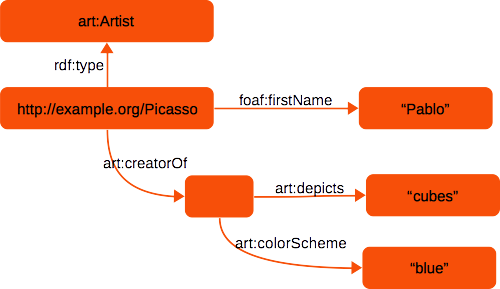 art:Artist
rdf:type
http://example.org/Picasso
foaf:firstName
“Pablo”
art:creatorOf
art:depicts
“cubes”
art:colorScheme
“blue”